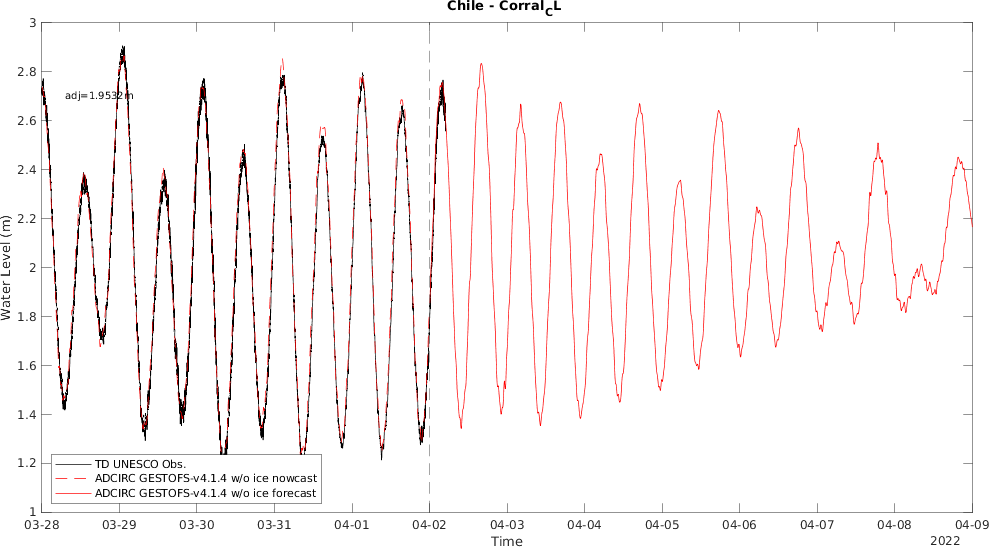 Chile - Corral_CL
3
2.8
adj=1.9532m
2.6
2.4
2.2
2
1.8
1.6
1.4
1.2
1
Water Level (m)
TD UNESCO Obs.
ADCIRC GESTOFS-v4.1.4 w/o ice nowcast
ADCIRC GESTOFS-v4.1.4 w/o ice forecast
03-28 03-29 03-30 03-31 04-01 04-02 04-03 04-04 04-05 04-06 04-07 04-08 04-09
Time
2022